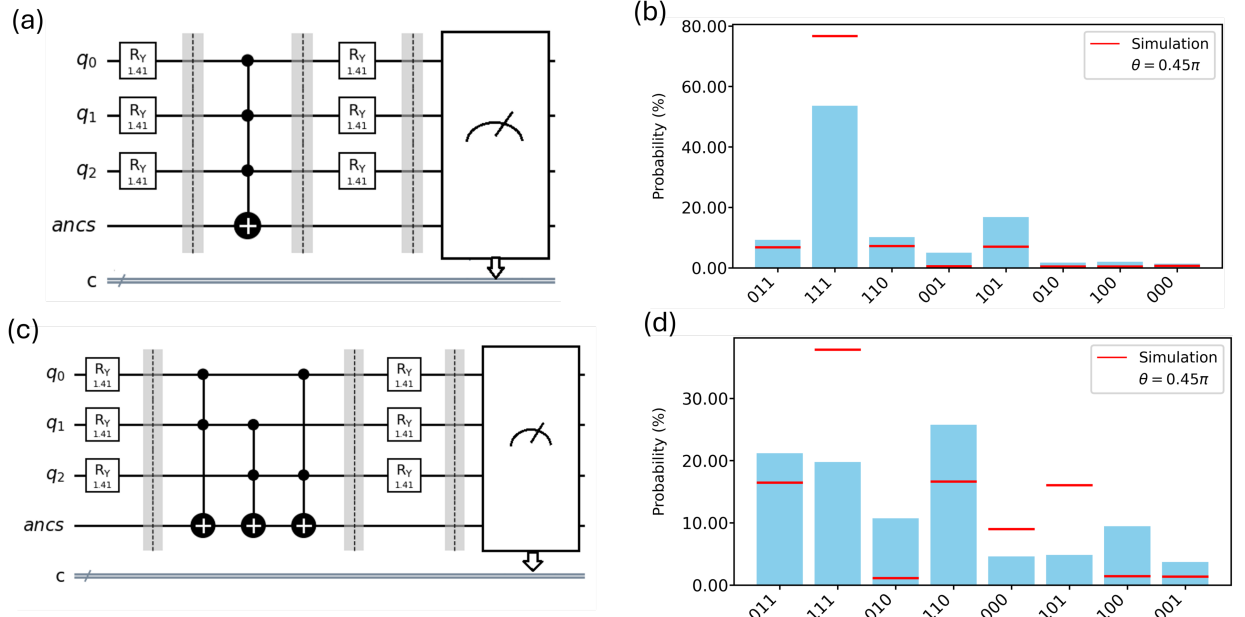 (a)
q0 RY 1.41 RY 1.41
q1 RY 1.41 RY 1.41
q2 RY 1.41 RY 1.41
ancs
c
(b)
80.00
60.00
40.00
20.00
0.00
Probability (%)
Simulation
θ = 0.45π
011 111 110 001 101 010 100 000
(c)
q0 RY 1.41 RY 1.41
q1 RY 1.41 RY 1.41
q2 RY 1.41 RY 1.41
ancs
c
(d)
30.00
20.00
10.00
0.00
Probability (%)
Simulation
θ = 0.45π
011 111 010 110 000 101 100 001